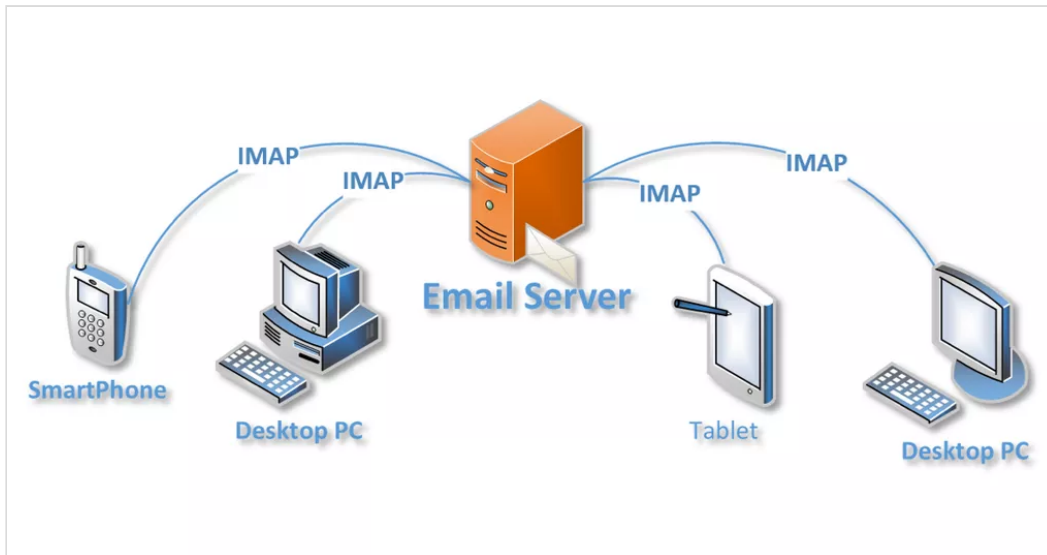 IMAP
IMAP
IMAP
IMAP
Email Server
SmartPhone
Desktop PC
Tablet
Desktop PC